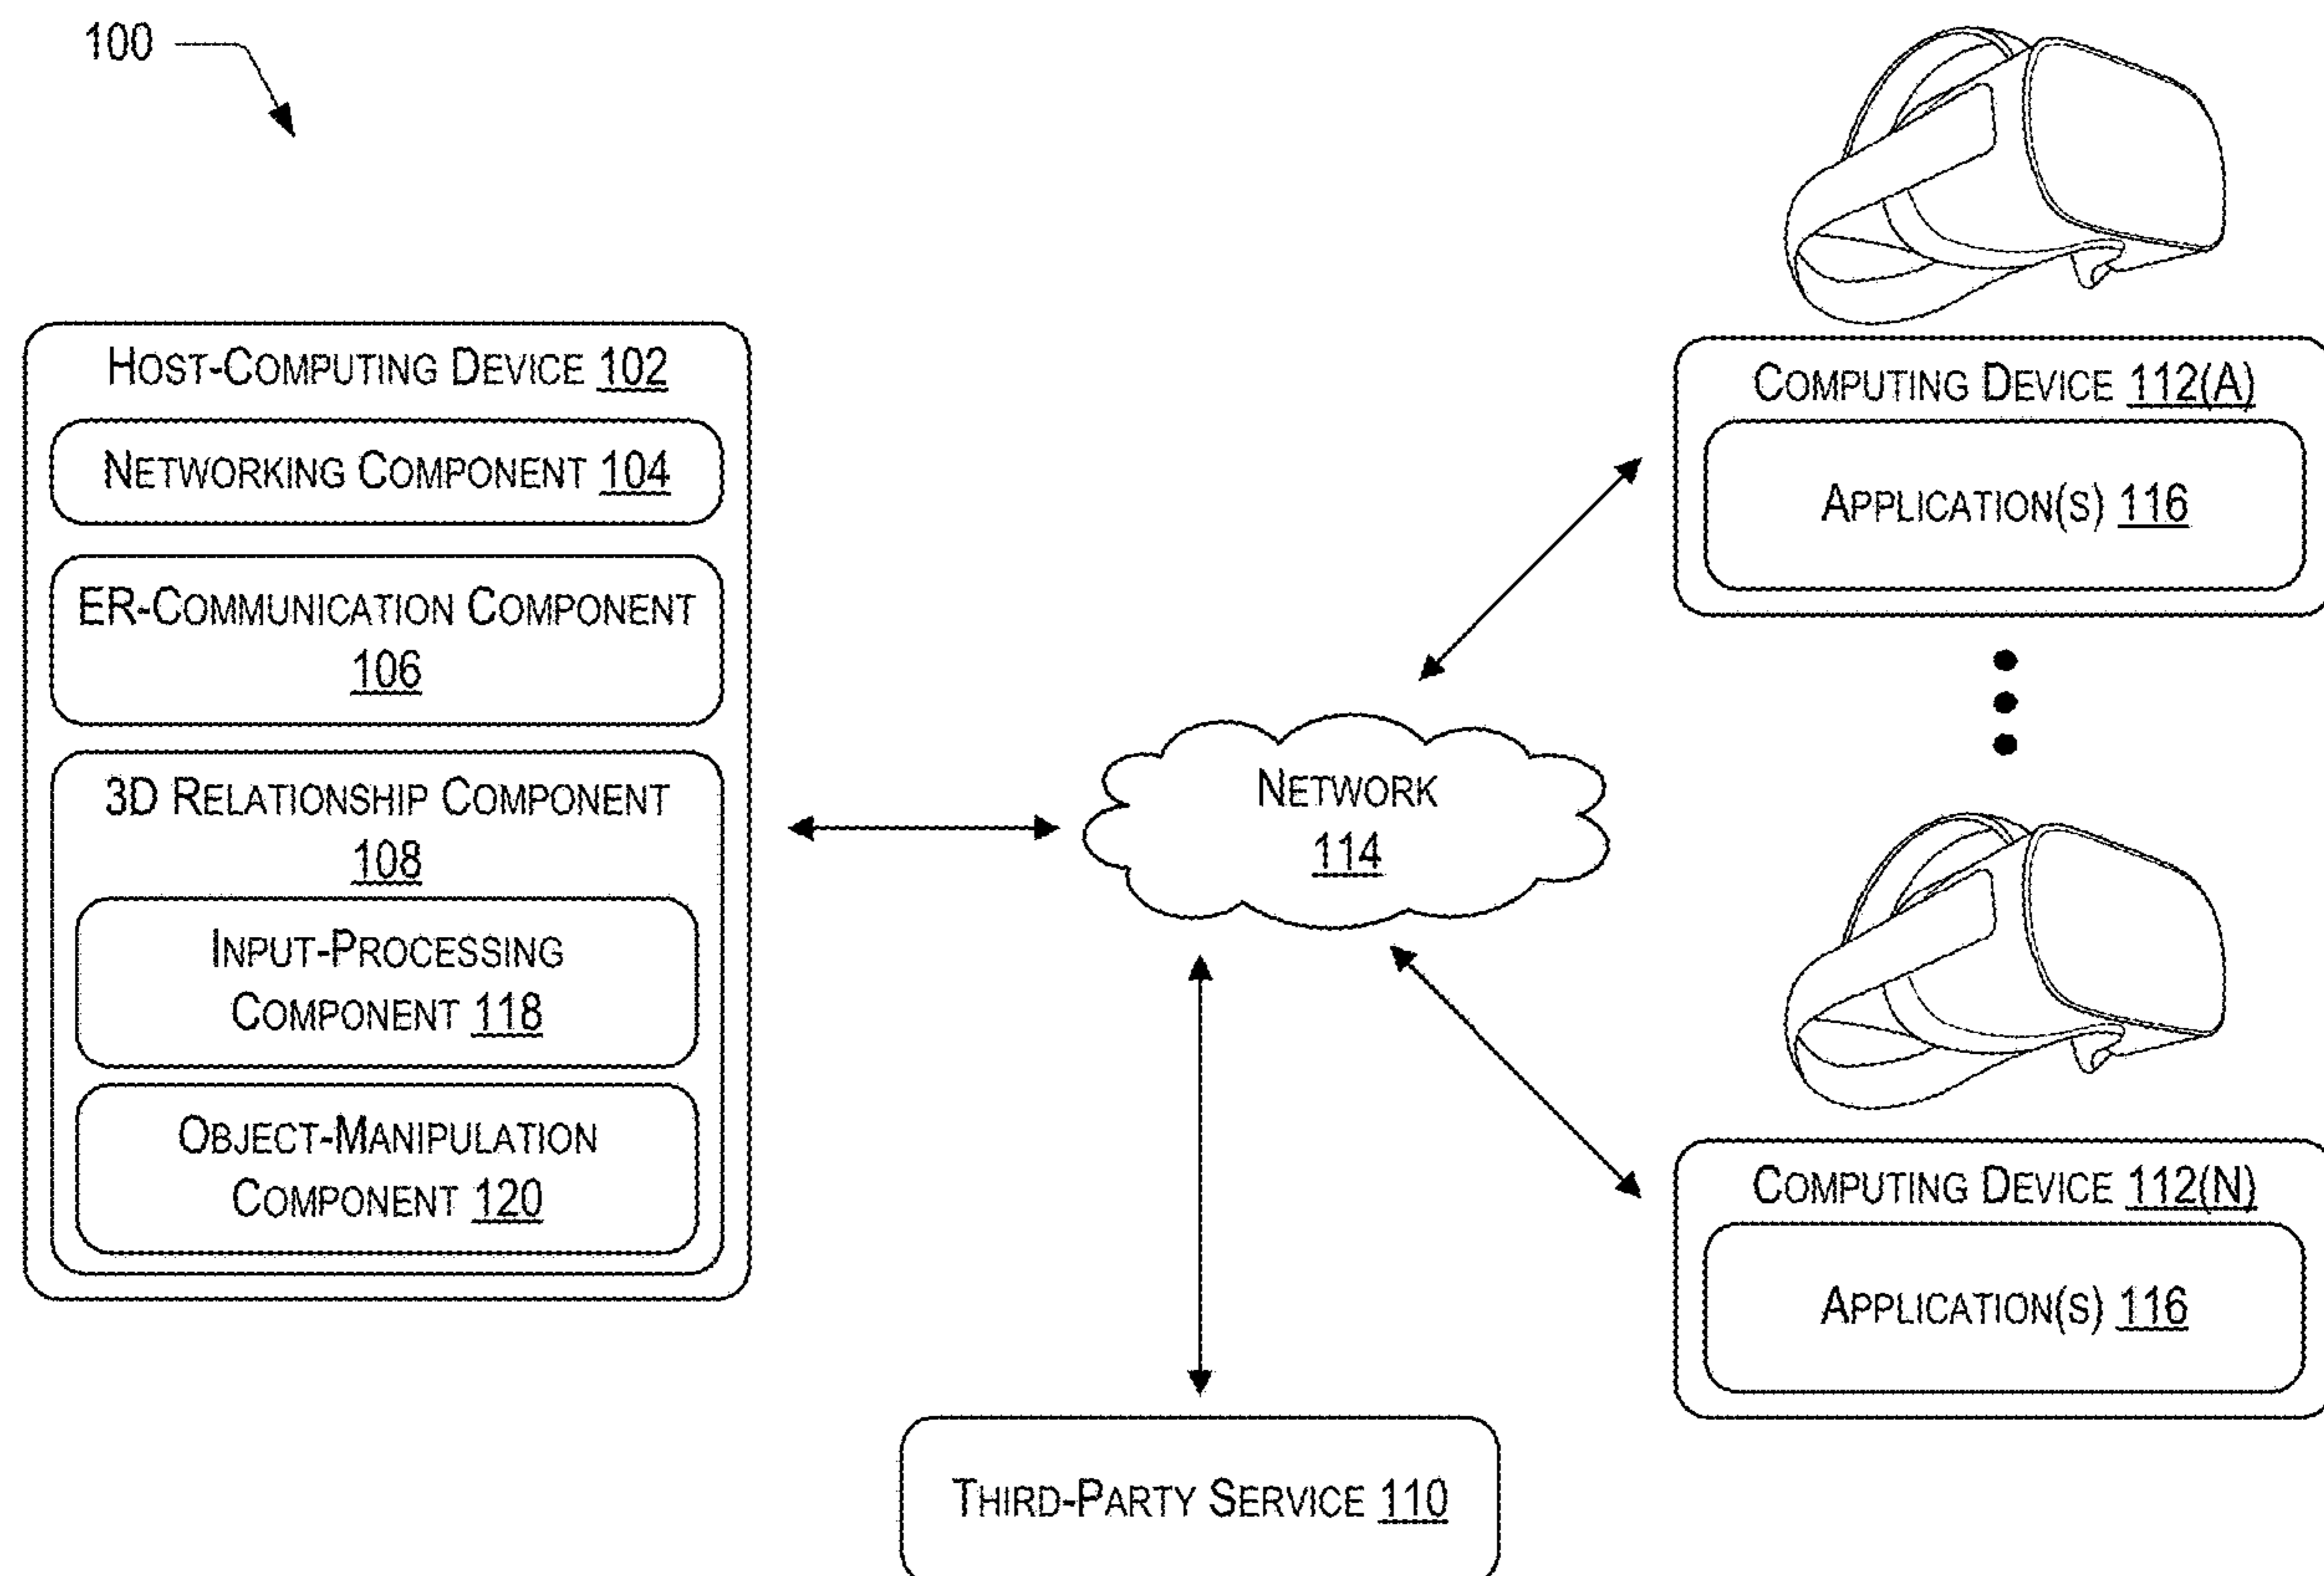 100
HOST-COMPUTING DEVICE 102
NETWORKING COMPONENT 104
ER-COMMUNICATION COMPONENT
106
3D RELATIONSHIP COMPONENT
108
INPUT-PROCESSING
COMPONENT 118
OBJECT-MANIPULATION
COMPONENT 120
NETWORK
114
THIRD-PARTY SERVICE 110
COMPUTING DEVICE 112(A)
APPLICATION(S) 116
COMPUTING DEVICE 112(N)
APPLICATION(S) 116